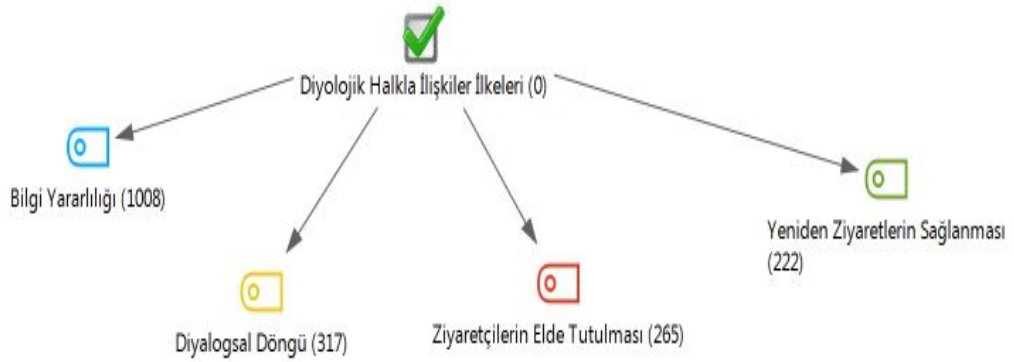 Diyolojik Halkla İlişkiler İlkeleri (0)
Bilgi Yararlılığı (1008)
Yeniden Ziyaretlerin Sağlanması
(222)
Diyalogsal Döngü (317)
Ziyaretçilerin Elde Tutulması (265)